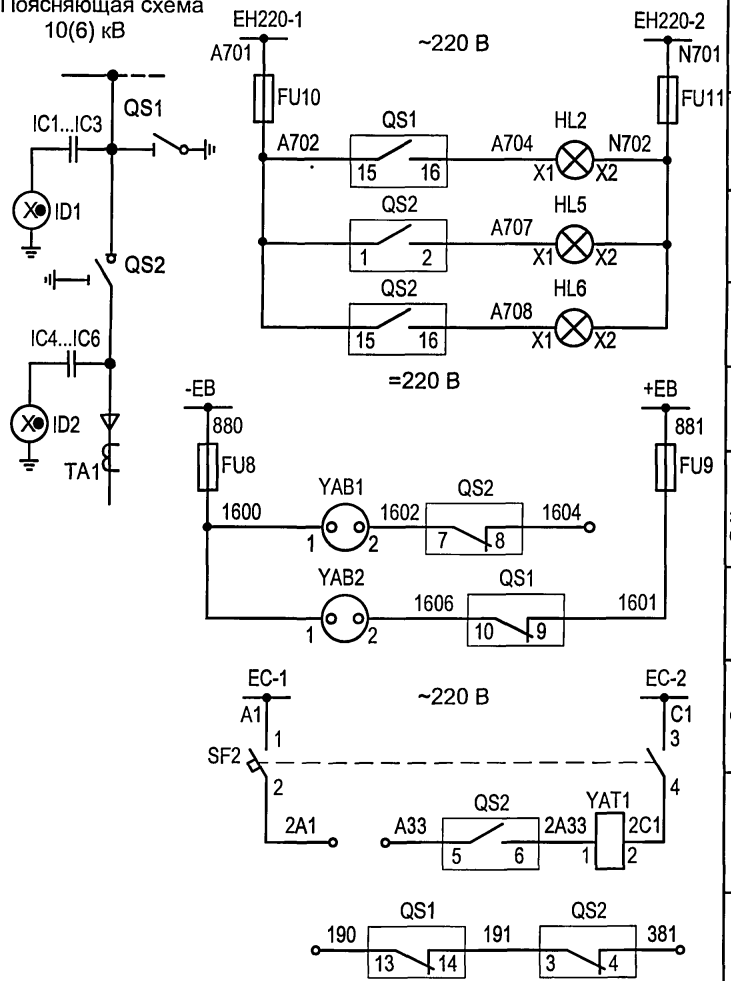 Поясняющая схема
10(6) кВ
QS1
IC1...IC3
ID1
QS2
IC4...IC6
ID2
TA1
EH220-1
~220 В
EH220-2
A701
N701
FU10
FU11
A702
QS1
15 16
A704
HL2
X1 X2
N702
QS2
1 2
A707
HL5
X1 X2
QS2
15 16
A708
HL6
X1 X2
=220 В
-EB
+EB
880
881
FU8
FU9
1600
YAB1
1 2
1602
QS2
7 8
1604
YAB2
1 2
1606
QS1
10 9
1601
EC-1
~220 В
EC-2
A1
C1
1
3
SF2
2
4
2A1
A33
QS2
5 6
2A33
YAT1
1 2
2C1
190
QS1
13 14
191
QS2
3 4
381